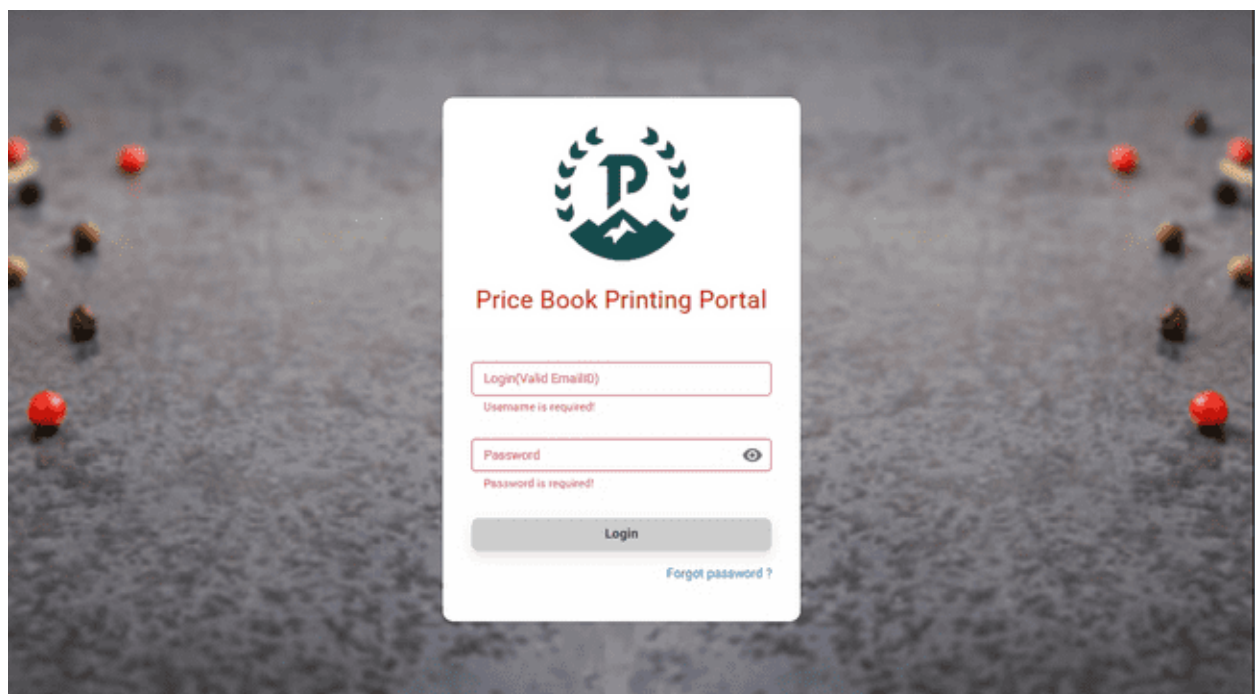 P
Price Book Printing Portal
Login(Valid EmailID)
Username is required!
Password
Password is required!
Login
Forgot password ?